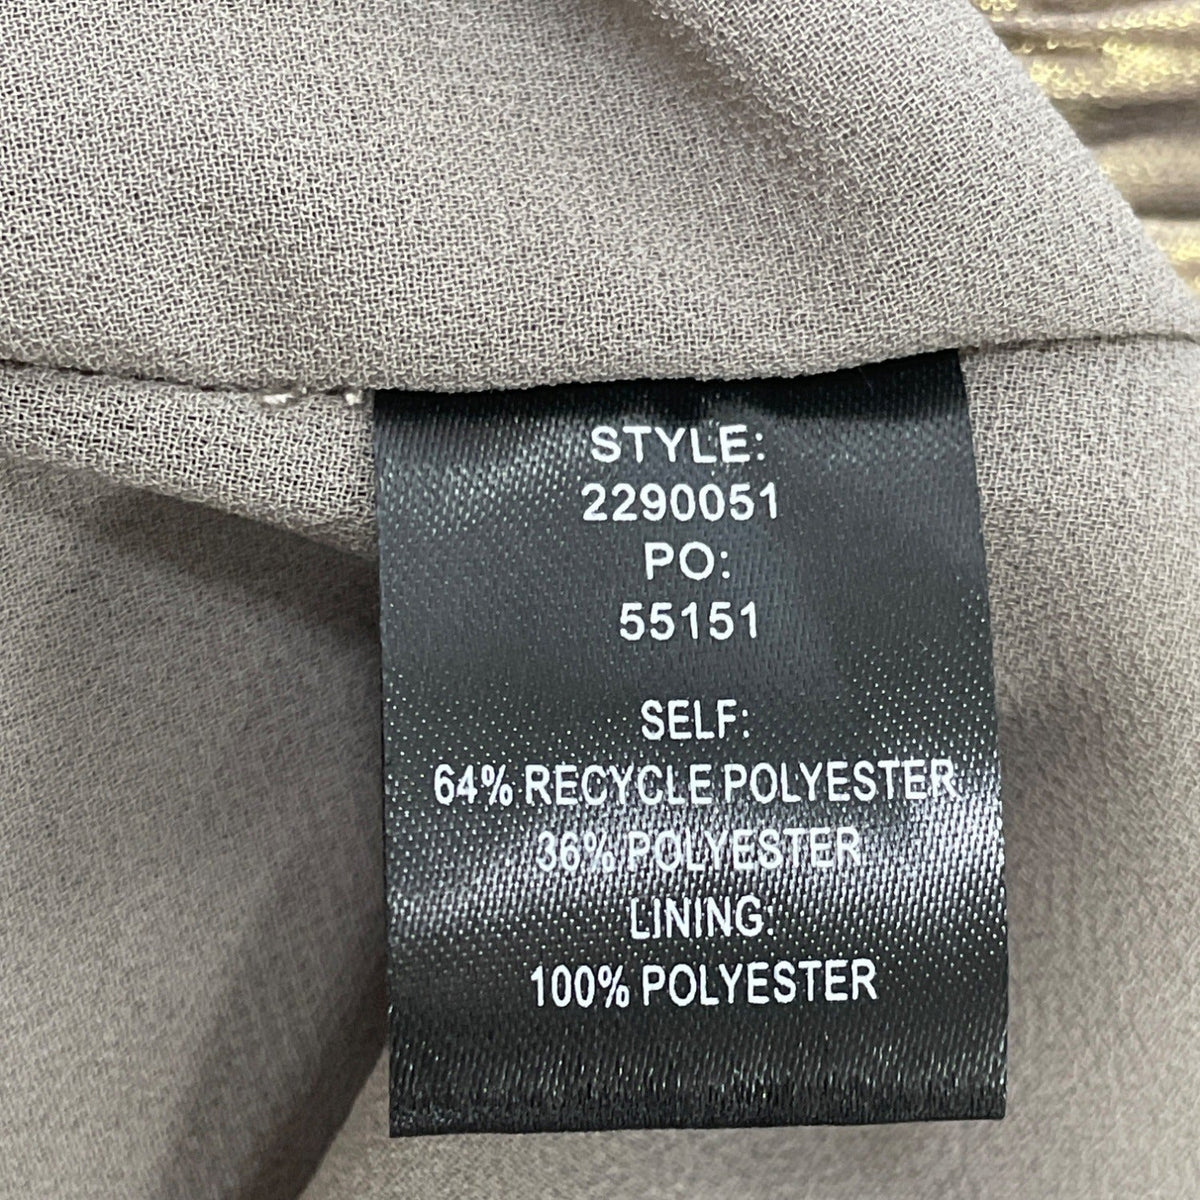 STYLE:
2290051
PO:
55151
SELF:
64% RECYCLE POLYESTER
36% POLYESTER
LINING:
100% POLYESTER